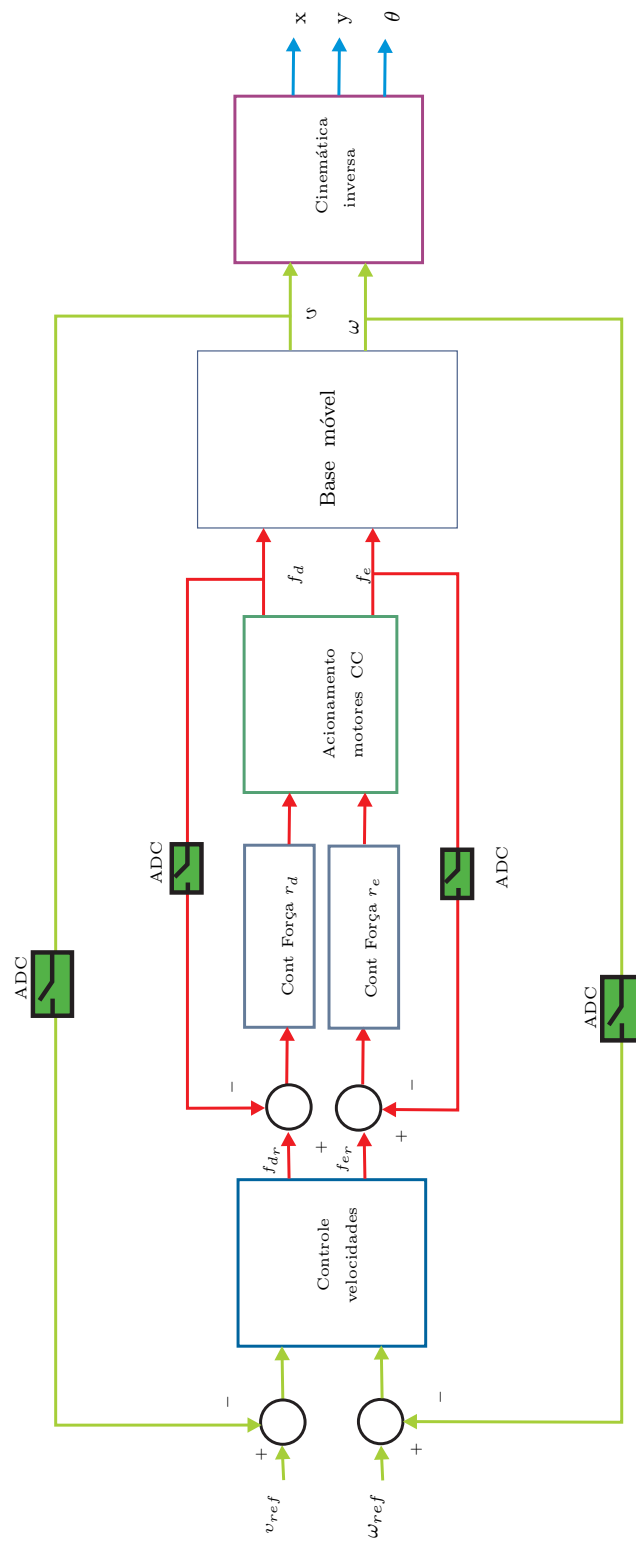 υ_{ref}
ω_{ref}
+
−
+
−
Controle
velocidades
f_{d_r}
f_{e_r}
+
−
+
−
Cont Força r_d
Cont Força r_e
ADC
ADC
ADC
ADC
Acionamento
motores CC
f_d
f_e
Base móvel
ϑ
ω
Cinemática
inversa
x
y
θ